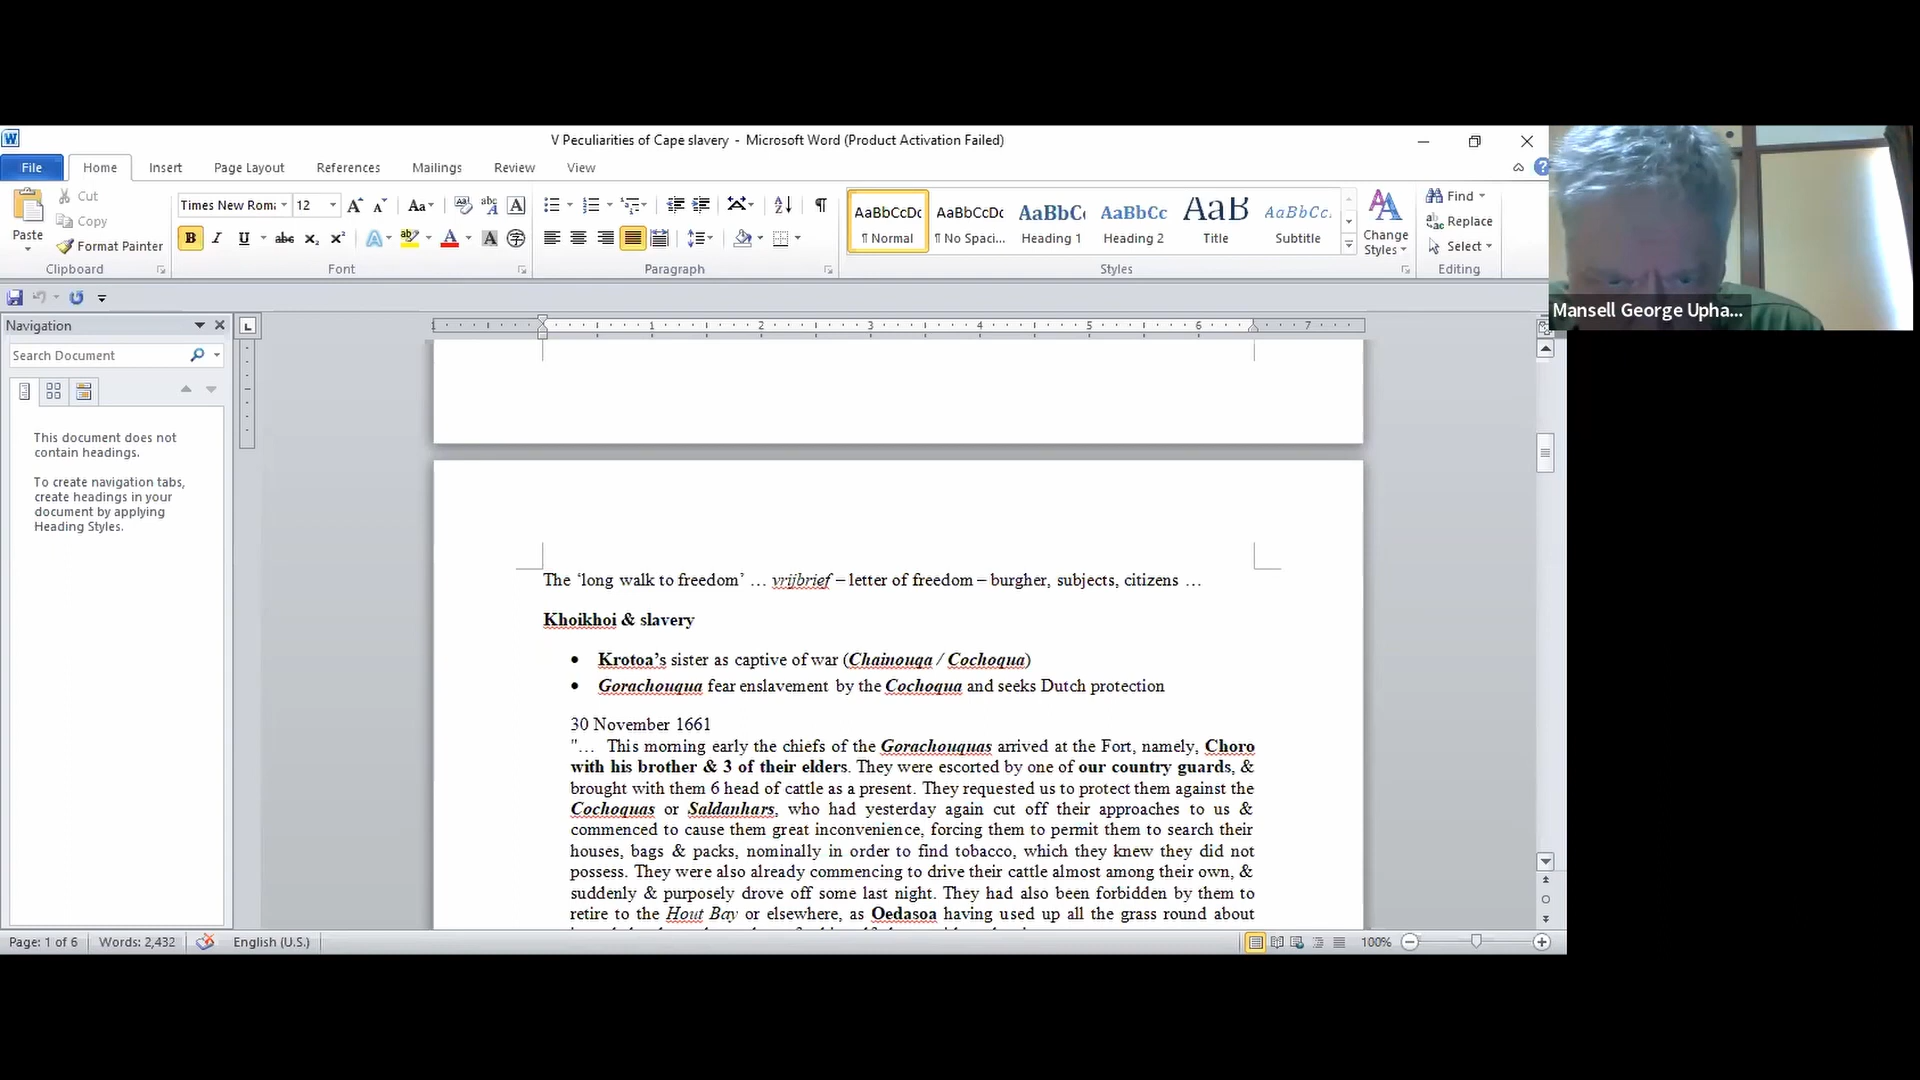 V Peculiarities of Cape slavery - Microsoft Word (Product Activation Failed)
File Home Insert Page Layout References Mailings Review View
Paste
Cut
Copy
Format Painter
Clipboard
Times New Rom: 12
Font
Paragraph
AaBbCcDc AaBbCcDc AaBbC AaBbCc AaB AaBbCc.
¶ Normal ¶ No Spaci... Heading 1 Heading 2 Title Subtitle
Change
Styles
Styles
Find
Replace
Select
Editing
Mansell George Upha...
Navigation
Search Document
This document does not
contain headings.
To create navigation tabs,
create headings in your
document by applying
Heading Styles.
1 1 2 3 4 5 6 7
The ‘long walk to freedom’ … vrijbrief – letter of freedom – burgher, subjects, citizens …
Khoikhoi & slavery
• Krotoa’s sister as captive of war (Chainouqa / Cochoqua)
• Gorachouqua fear enslavement by the Cochoqua and seeks Dutch protection
30 November 1661
"… This morning early the chiefs of the Gorachouquas arrived at the Fort, namely, Choro
with his brother & 3 of their elders. They were escorted by one of our country guards, &
brought with them 6 head of cattle as a present. They requested us to protect them against the
Cochoquas or Saldanhars, who had yesterday again cut off their approaches to us &
commenced to cause them great inconvenience, forcing them to permit them to search their
houses, bags & packs, nominally in order to find tobacco, which they knew they did not
possess. They were also already commencing to drive their cattle almost among their own, &
suddenly & purposely drove off some last night. They had also been forbidden by them to
retire to the Hout Bay or elsewhere, as Oedasoa having used up all the grass round about
Page: 1 of 6 Words: 2,432 English (U.S.) 100%